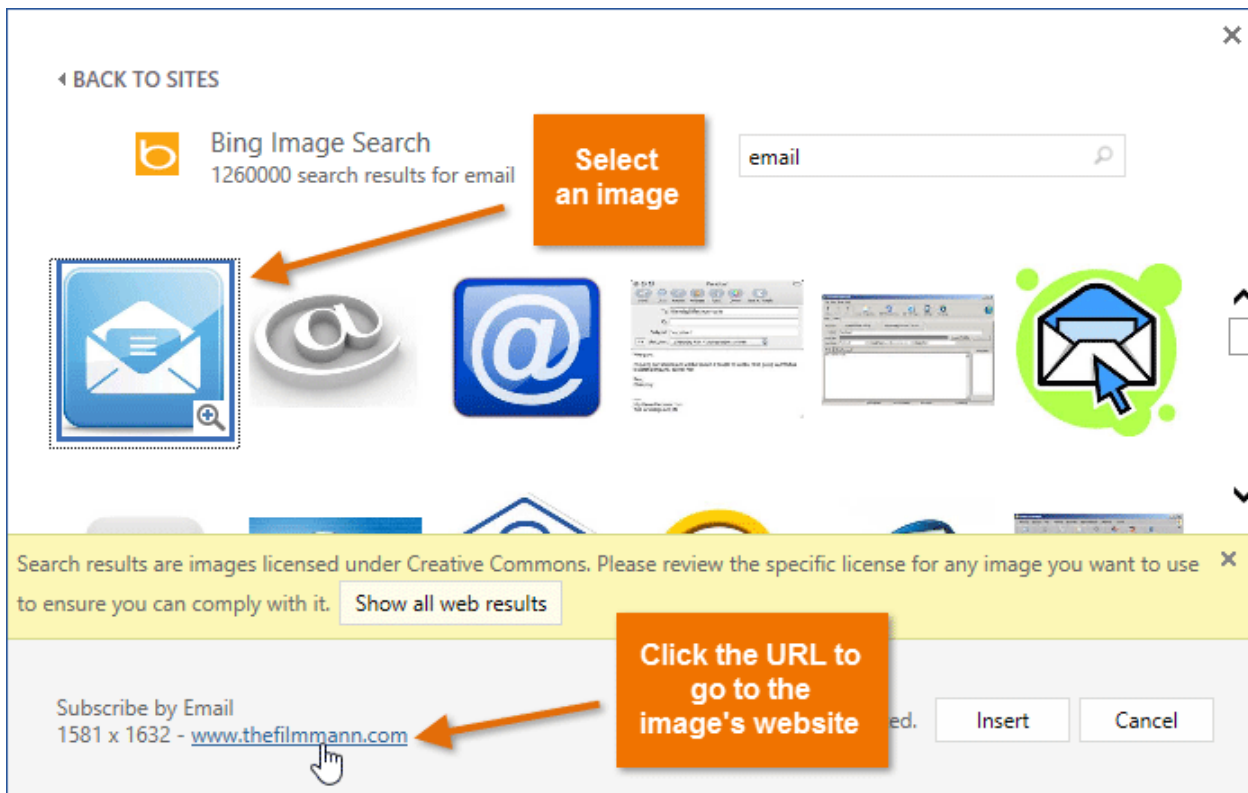 BACK TO SITES
Bing Image Search
1260000 search results for email
Select
an image
email
Search results are images licensed under Creative Commons. Please review the specific license for any image you want to use
to ensure you can comply with it. Show all web results
Click the URL to
go to the
image's website
Subscribe by Email
1581 x 1632 - www.thefilmmann.com
ed. Insert Cancel